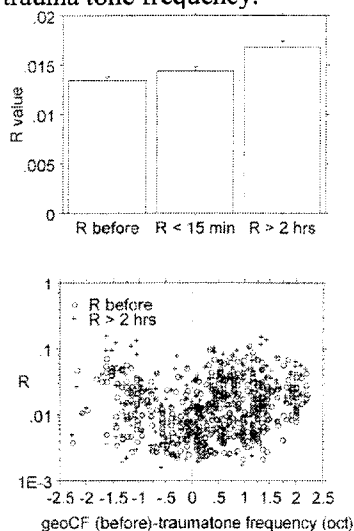 trauma tone frequency.
.02
.015
.01
.005
0
R value
R before R < 15 min R > 2 hrs
1
.1
.01
1E-3
R
o R before
+ R > 2 hrs
-2.5 -2 -1.5 -1 -.5 0 .5 1 1.5 2 2.5
geoCF (before)-traumatone frequency (oct)